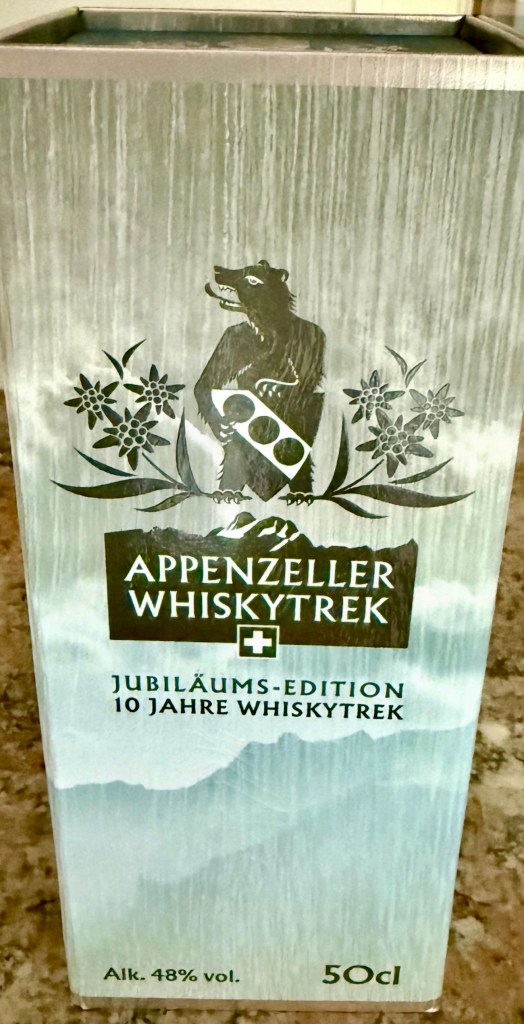 APPENZELLER
WHISKYTREK
JUBILÄUMS-EDITION
10 JAHRE WHISKYTREK
Alk. 48% vol. 50cl